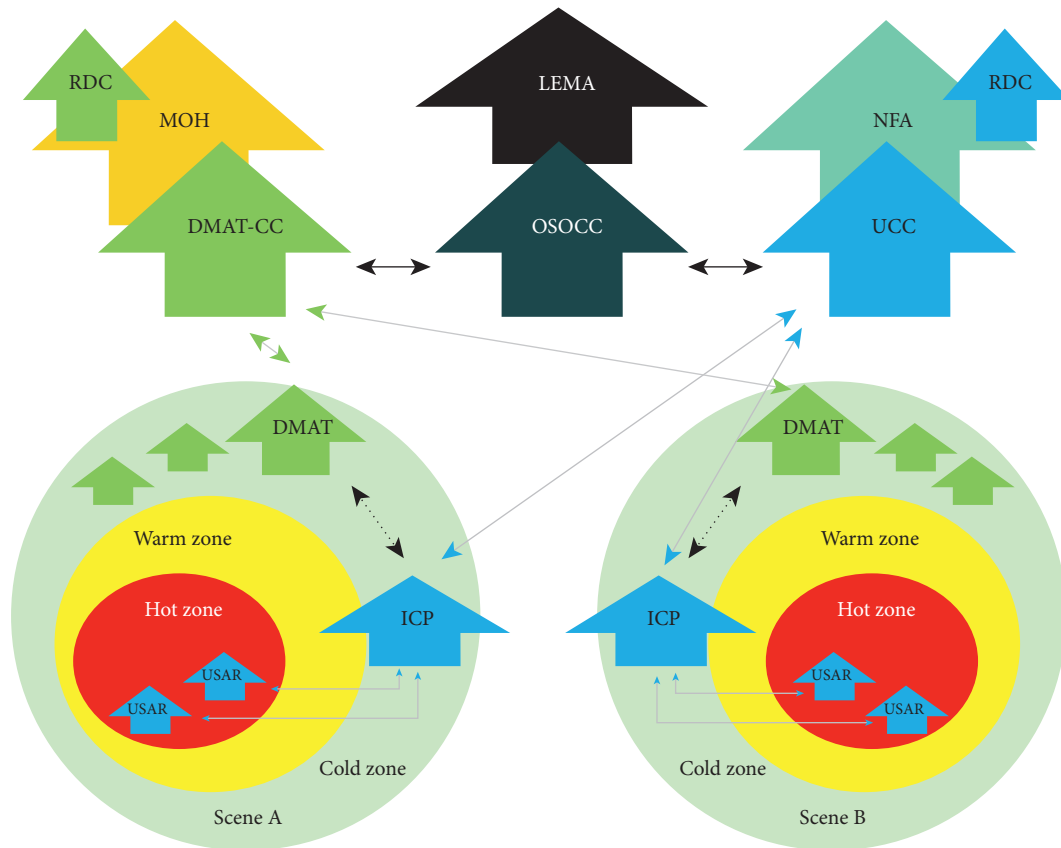 RDC
MOH
DMAT-CC
LEMA
OSOCC
NFA
RDC
UCC
DMAT
Warm zone
Hot zone
ICP
USAR
USAR
Cold zone
Scene A
DMAT
Warm zone
Hot zone
ICP
USAR
USAR
Cold zone
Scene B